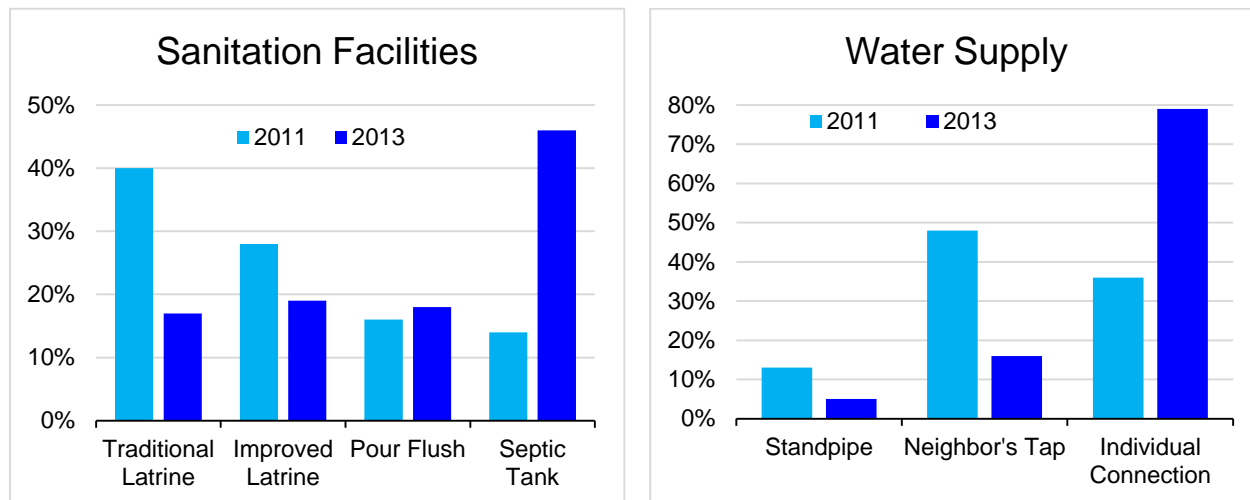 Sanitation Facilities
50%
2011 2013
40%
30%
20%
10%
0%
Traditional Improved Pour Flush Septic
Latrine Latrine Tank
Water Supply
80%
2011 2013
70%
60%
50%
40%
30%
20%
10%
0%
Standpipe Neighbor's Tap Individual
Connection